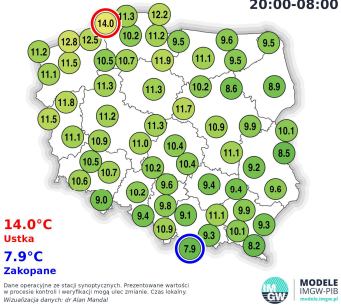 20:00-08:00
14.0 11.3 12.2
11.2 12.8 12.5 10.2 11.2 9.5 9.6 9.5
11.1 11.5 10.5 10.7 11.9 11.1 9.5
11.3 11.3 10.2 8.6 8.9
11.8 11.7
11.5 11.2 11.3 10.9 9.9 10.1
11.1 10.9 11.0 10.4 11.1 8.5
10.5 10.7 10.2 10.4 9.2
10.6 9.6 9.4 9.4 9.6
9.0 10.2 9.8
9.4 9.1 11.1 9.9
10.9 9.3 10.1 9.3
7.9 8.2
14.0°C
Ustka
7.9°C
Zakopane
Dane operacyjne ze stacji synoptycznych. Prezentowane wartości
w procesie kontroli i weryfikacji mogą ulec zmianie. Czas lokalny.
Wizualizacja danych: dr Alan Mandal
IMGW
MODELE
IMGW-PIB
modele.imgw.pl